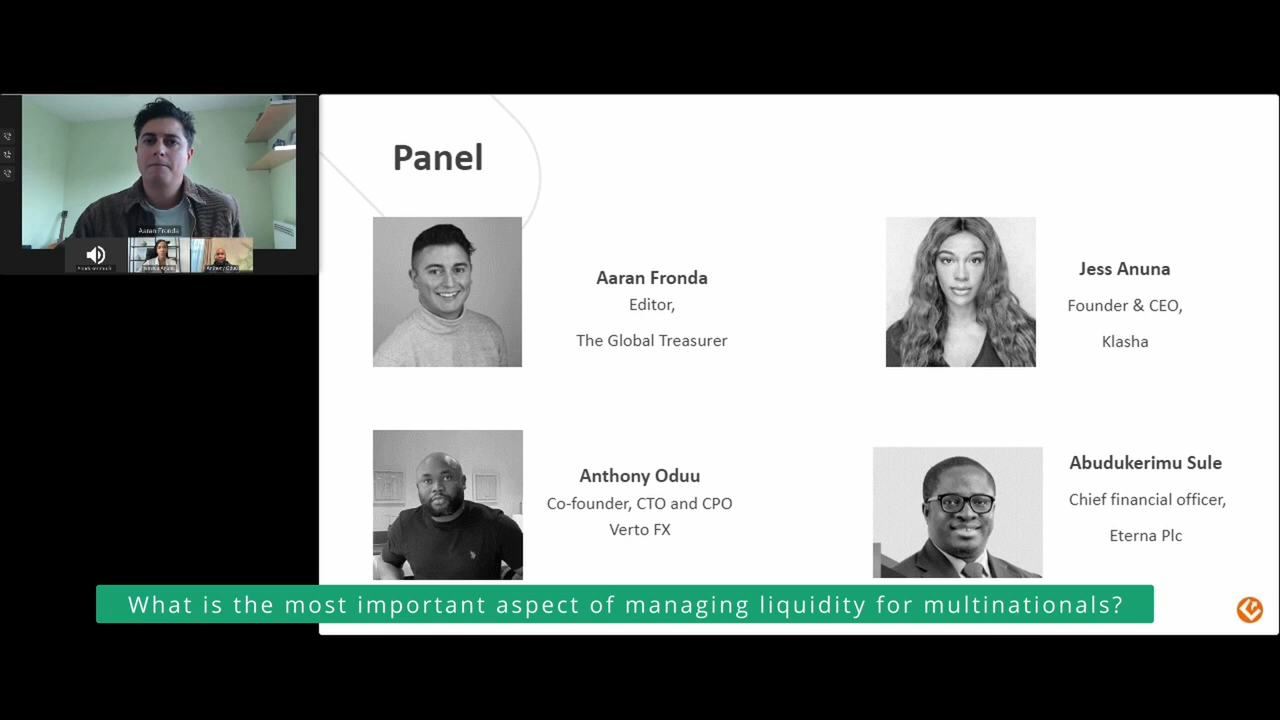 Aaran Fronda
Anthony Oduu
Panel
Aaran Fronda
Editor,
The Global Treasurer
Jess Anuna
Founder & CEO,
Klasha
Anthony Oduu
Co-founder, CTO and CPO
Verto FX
Abudukerimu Sule
Chief financial officer,
Eterna Plc
What is the most important aspect of managing liquidity for multinationals?